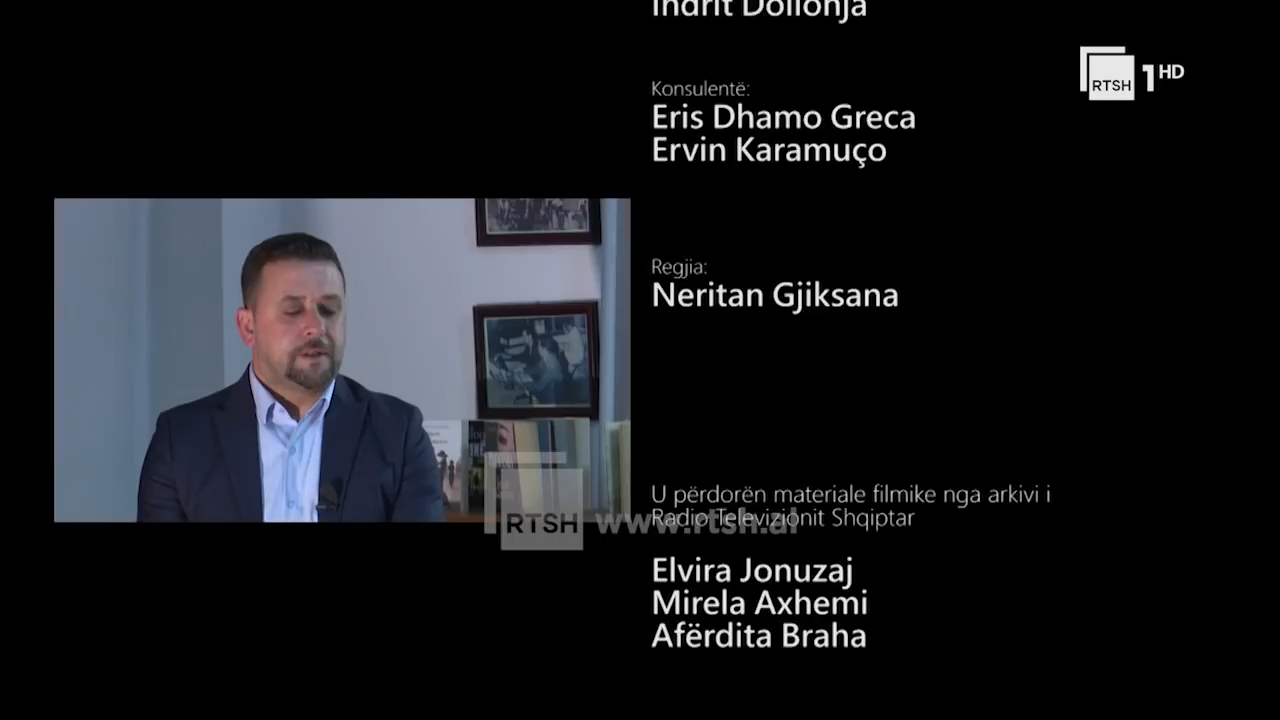 Indrit Dollonja
RTSH 1 HD
Konsulentë:
Eris Dhamo Greca
Ervin Karamuço
Regjia:
Neritan Gjiksana
U përdorën materiale filmike nga arkivi i
Radio Televizionit Shqiptar
RTSH www.rtsh.al
Elvira Jonuzaj
Mirela Axhemi
Afërdita Braha